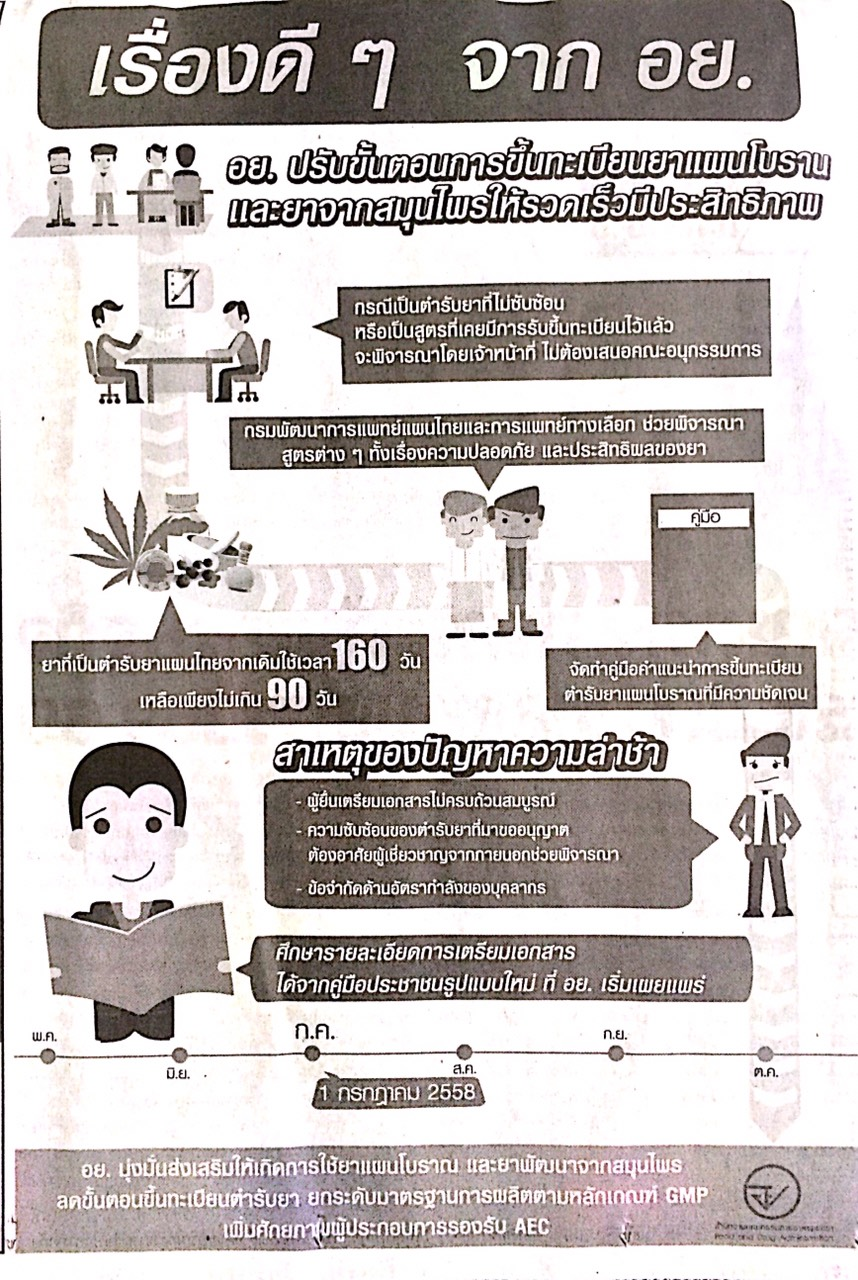 เรื่องดี ๆ จาก อย.
อย. ปรับขั้นตอนการขึ้นทะเบียนยาแผนโบราณ
และยาจากสมุนไพรให้รวดเร็วมีประสิทธิภาพ
กรณีเป็นตำรับยาที่ไม่ซับซ้อน
หรือเป็นสูตรที่เคยมีการรับขึ้นทะเบียนไว้แล้ว
จะพิจารณาโดยเจ้าหน้าที่ ไม่ต้องเสนอคณะอนุกรรมการ
กรมพัฒนาการแพทย์แผนไทยและการแพทย์ทางเลือก ช่วยพิจารณา
สูตรต่าง ๆ ทั้งเรื่องความปลอดภัย และประสิทธิผลของยา
คู่มือ
ยาที่เป็นตำรับยาแผนไทยจากเดิมใช้เวลา 160 วัน
เหลือเพียงไม่เกิน 90 วัน
จัดทำคู่มือคำแนะนำการขึ้นทะเบียน
ตำรับยาแผนโบราณที่มีความชัดเจน
สาเหตุของปัญหาความล่าช้า
- ผู้ยื่นเตรียมเอกสารไม่ครบถ้วนสมบูรณ์
- ความซับซ้อนของตำรับยาที่มาขออนุญาต
ต้องอาศัยผู้เชี่ยวชาญจากภายนอกช่วยพิจารณา
- ข้อจำกัดด้านอัตรากำลังของบุคลากร
ศึกษารายละเอียดการเตรียมเอกสาร
ได้จากคู่มือประชาชนรูปแบบใหม่ ที่ อย. เริ่มเผยแพร่
พ.ค.
มิ.ย.
ก.ค.
ส.ค.
ก.ย.
ต.ค.
1 กรกฎาคม 2558
อย. มุ่งมั่นส่งเสริมให้เกิดการใช้ยาแผนโบราณ และยาพัฒนาจากสมุนไพร
ลดขั้นตอนขึ้นทะเบียนตำรับยา ยกระดับมาตรฐานการผลิตตามหลักเกณฑ์ GMP
เพิ่มศักยภาพผู้ประกอบการรองรับ AEC
Food and Drug Administration